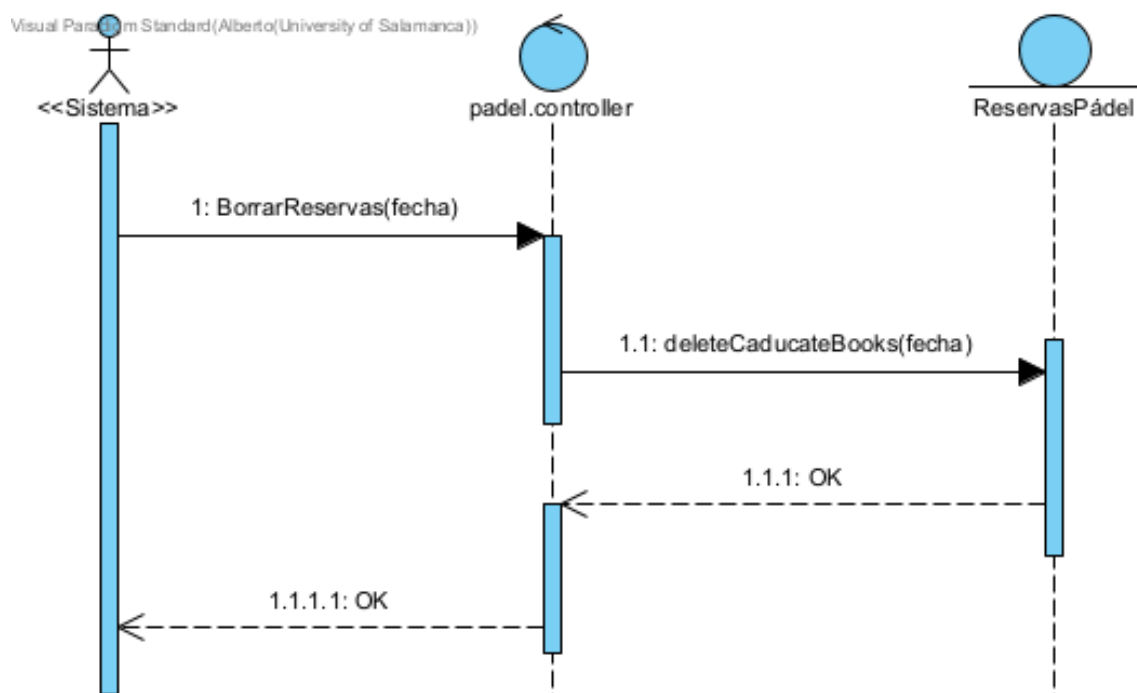 Visual Paradigm Standard(Alberto(University of Salamanca))
<<Sistema>>
padel.controller
ReservasPádel
1: BorrarReservas(fecha)
1.1: deleteCaducateBooks(fecha)
1.1.1: OK
1.1.1.1: OK